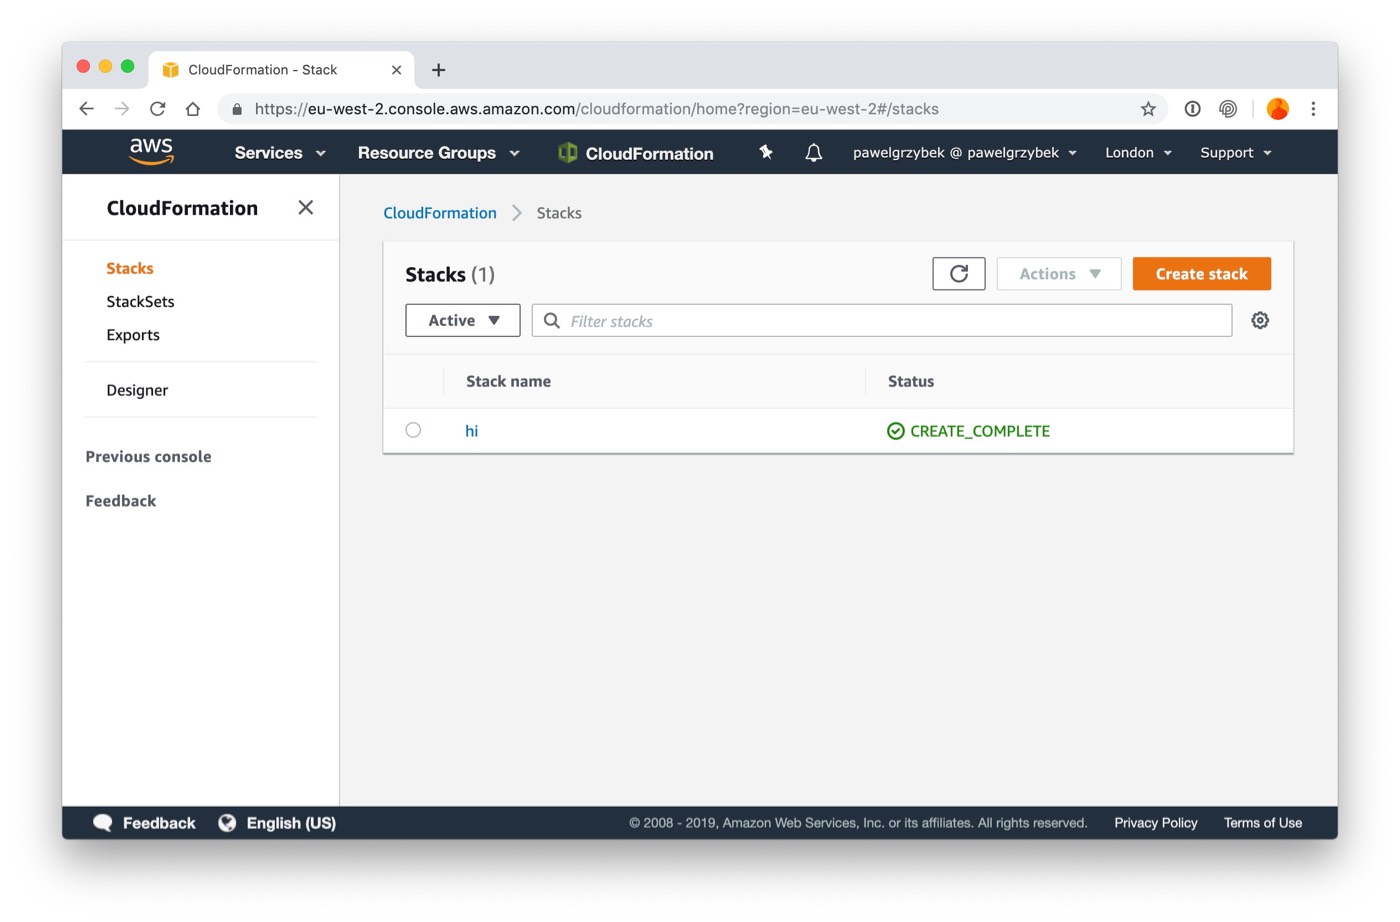 CloudFormation - Stack
https://eu-west-2.console.aws.amazon.com/cloudformation/home?region=eu-west-2#/stacks
aws Services Resource Groups CloudFormation pawelgrzybek @ pawelgrzybek London Support
CloudFormation
Stacks
StackSets
Exports
Designer
Previous console
Feedback
CloudFormation Stacks
Stacks (1) Actions Create stack
Active Filter stacks
Stack name Status
hi CREATE_COMPLETE
Feedback English (US) © 2008 - 2019, Amazon Web Services, Inc. or its affiliates. All rights reserved. Privacy Policy Terms of Use